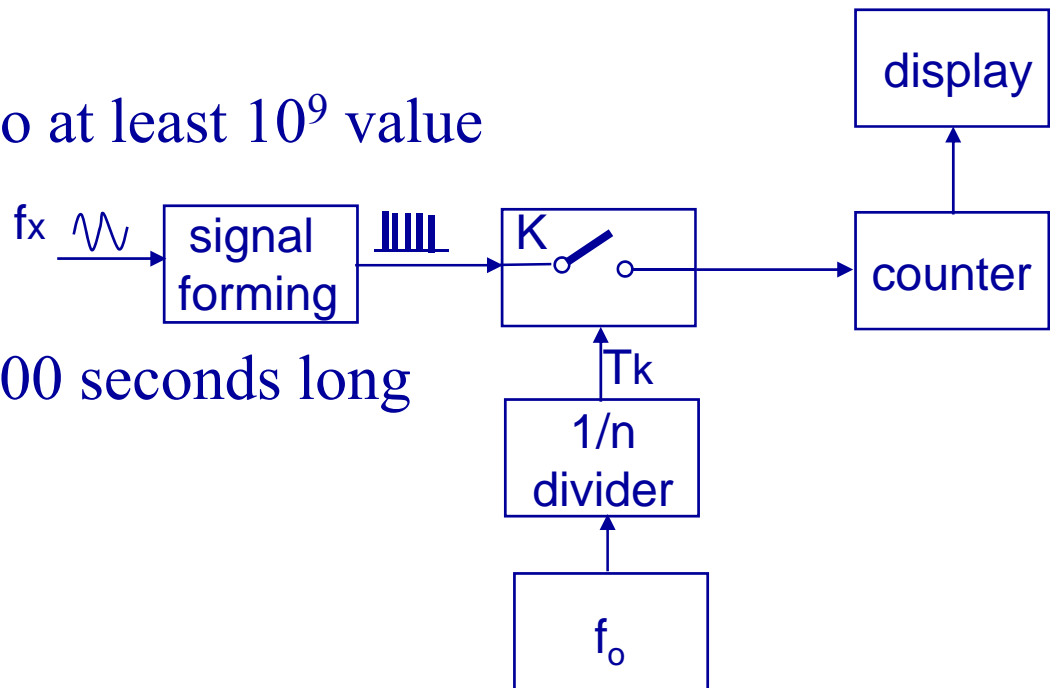 display
o at least 10⁹ value
fx
signal
forming
K
counter
Tk
00 seconds long
1/n
divider
fₒ